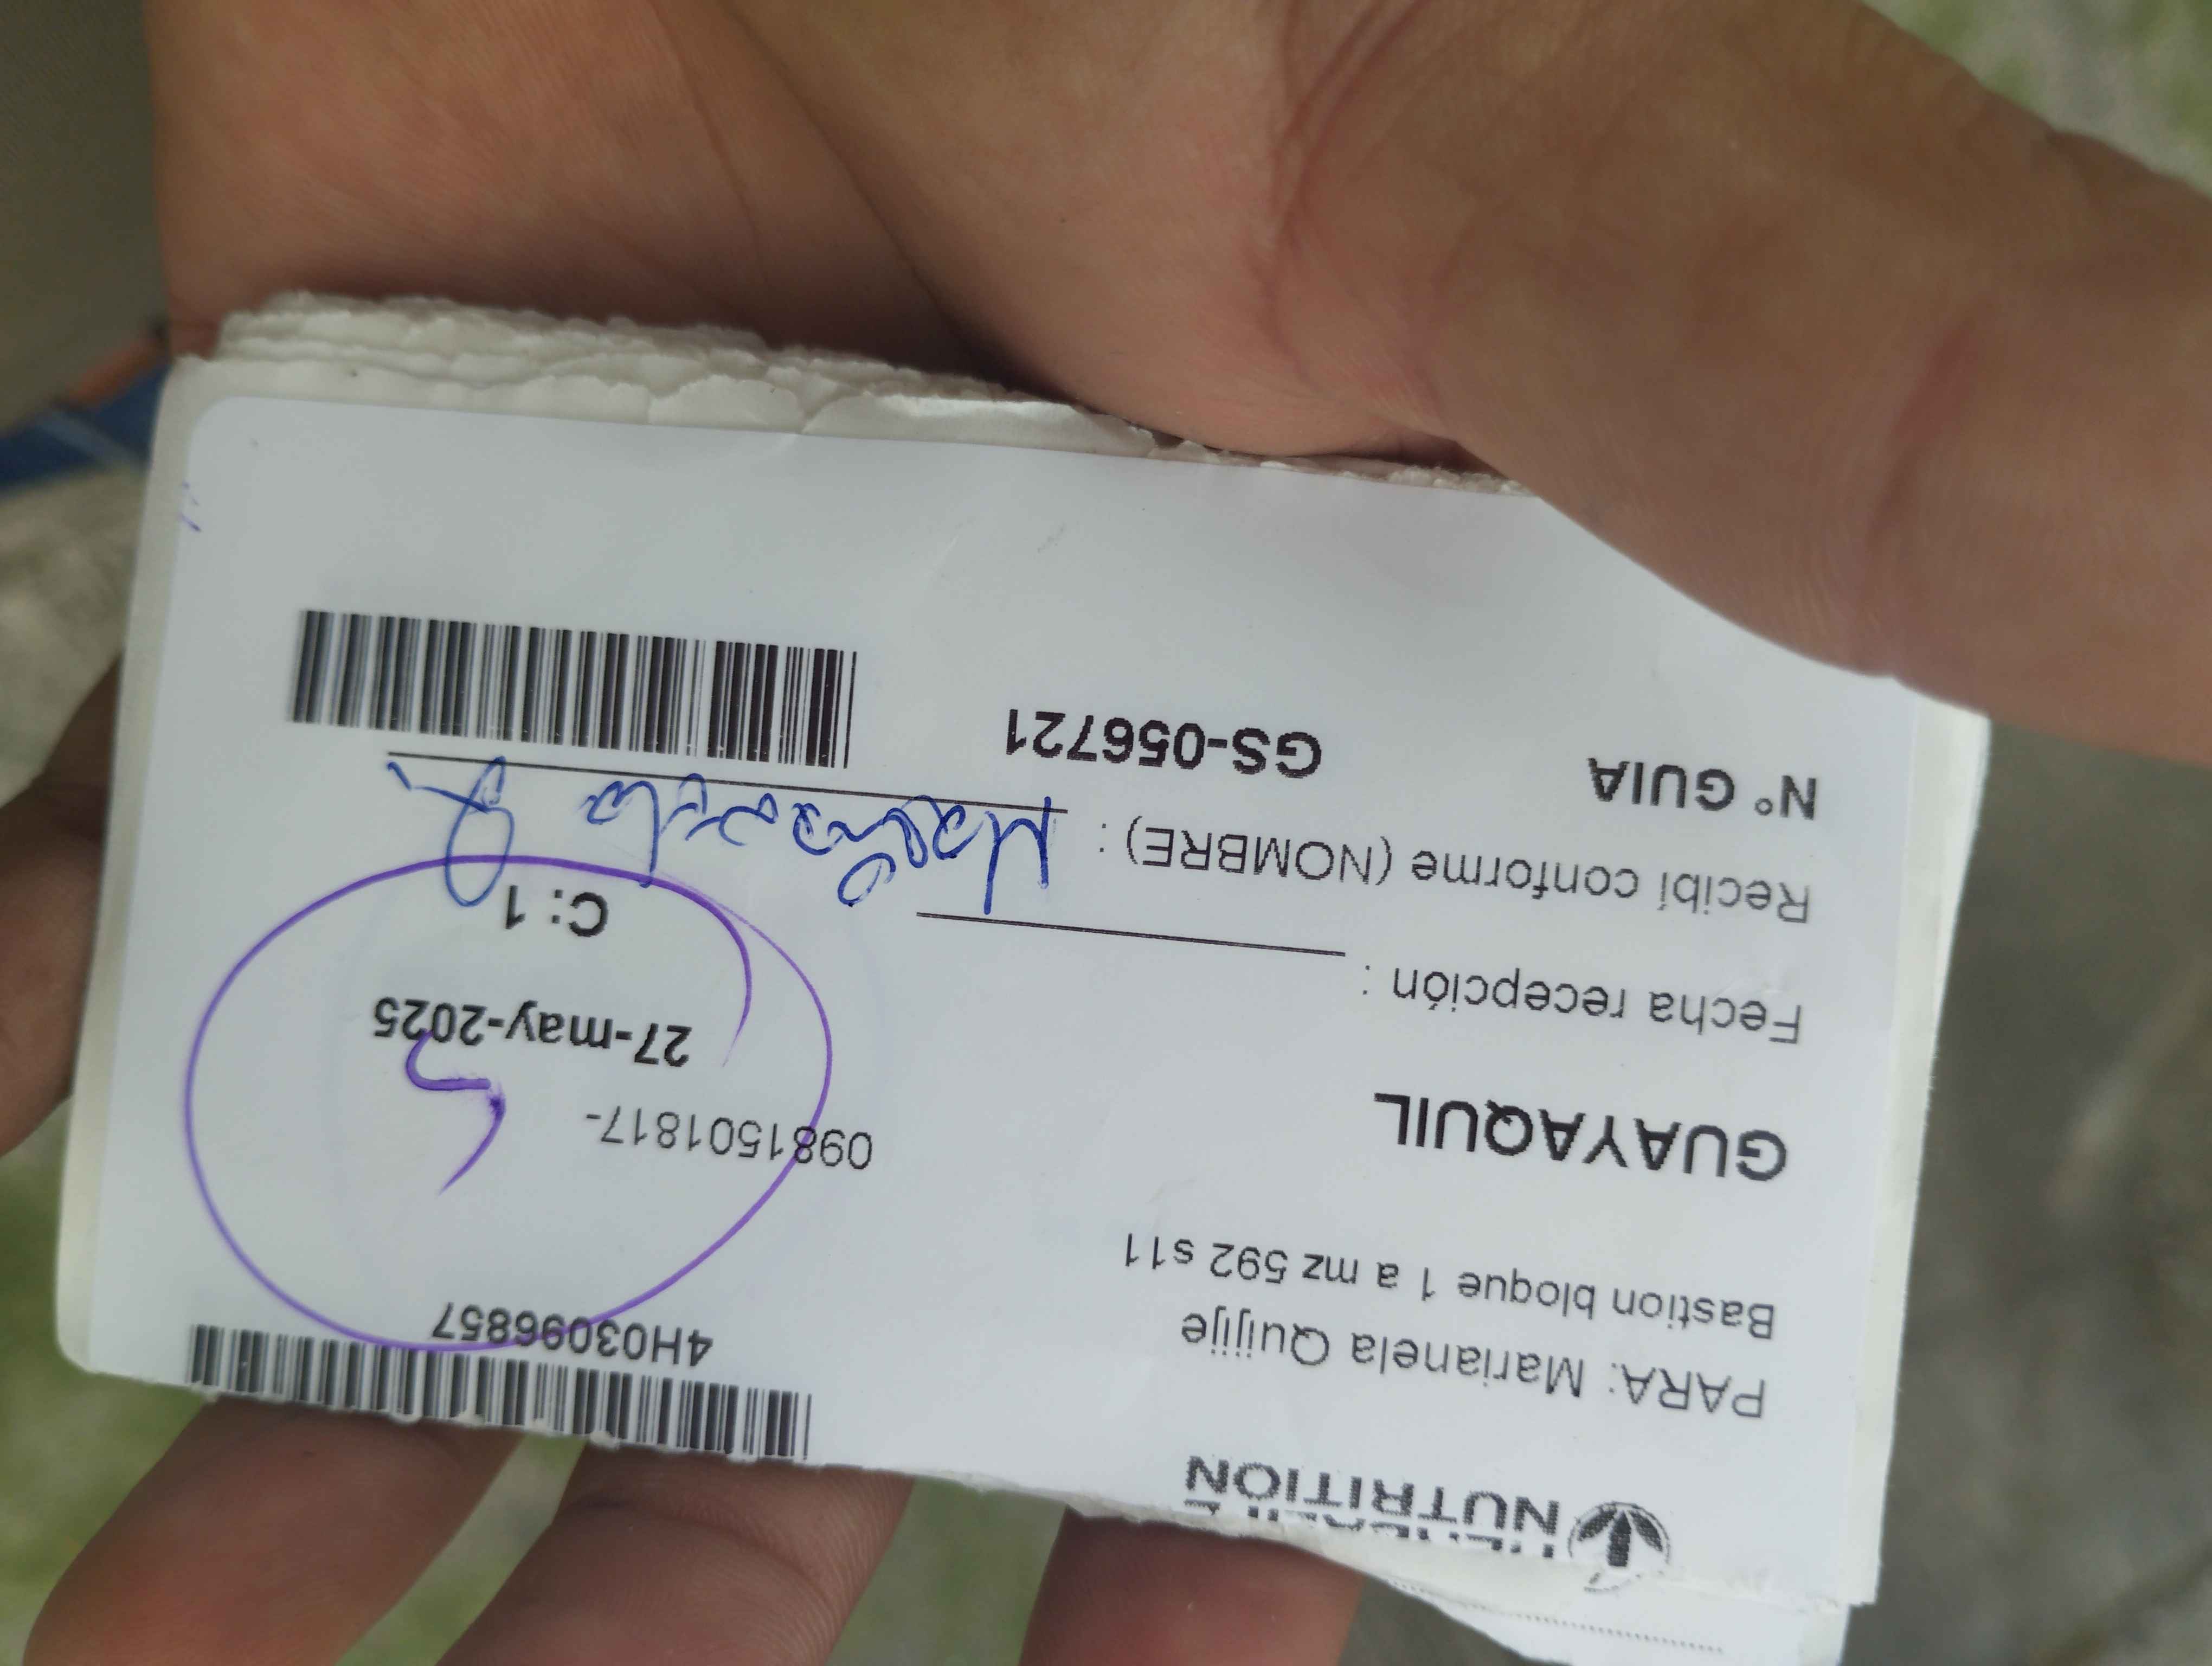 NUTRITION
4H03096857
PARA: Marianela Quijije
Bastion bloque 1 a mz 592 s11
0981501817-
GUAYAQUIL
27-may-2025
Fecha recepción :
C: 1
Recibí conforme (NOMBRE) : Marianela Q
N° GUIA GS-056721